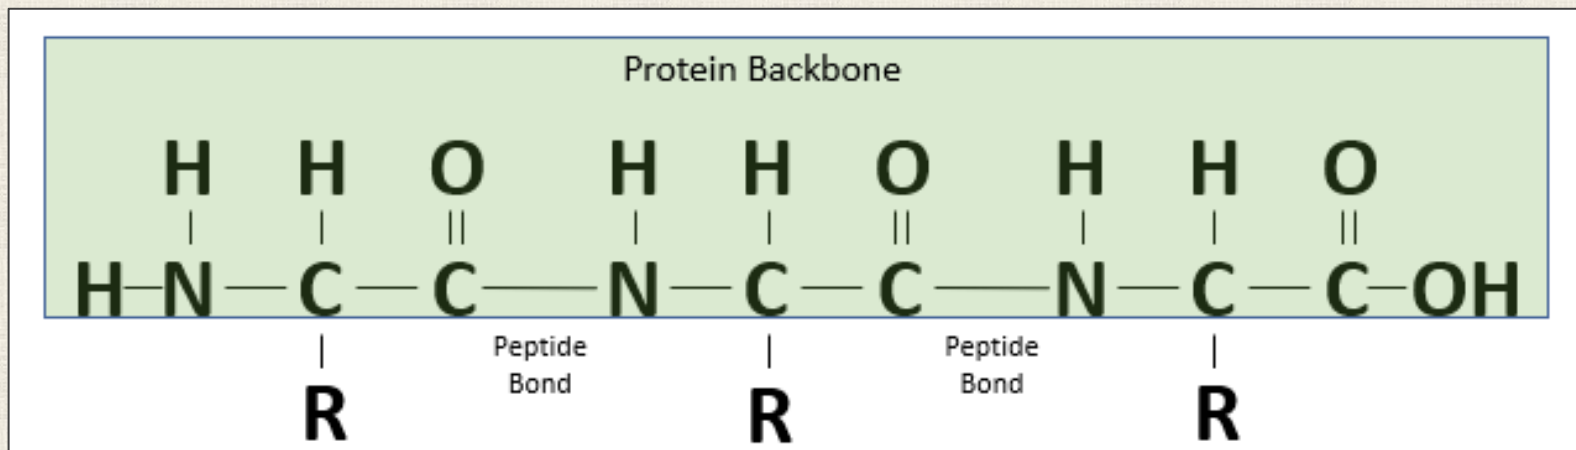 Protein Backbone
H H O H H O H H O
H N C C N C C N C C OH
Peptide Peptide
Bond Bond
R R R